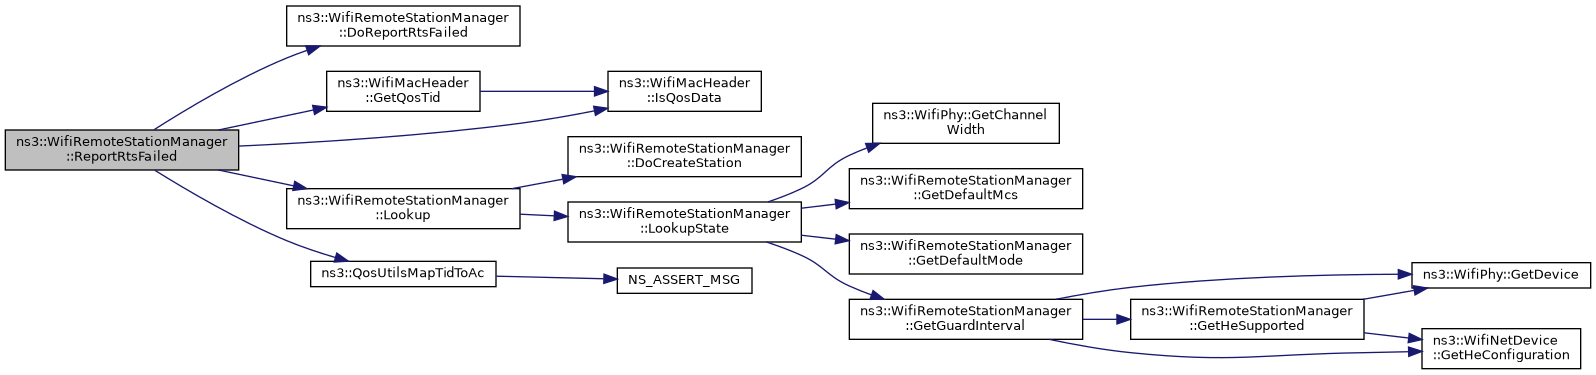 ns3::WifiRemoteStationManager
::ReportRtsFailed
ns3::WifiRemoteStationManager
::DoReportRtsFailed
ns3::WifiMacHeader
::GetQosTid
ns3::WifiMacHeader
::IsQosData
ns3::WifiRemoteStationManager
::Lookup
ns3::WifiRemoteStationManager
::DoCreateStation
ns3::WifiRemoteStationManager
::LookupState
ns3::WifiPhy::GetChannel
Width
ns3::WifiRemoteStationManager
::GetDefaultMcs
ns3::WifiRemoteStationManager
::GetDefaultMode
ns3::WifiRemoteStationManager
::GetGuardInterval
ns3::WifiPhy::GetDevice
ns3::WifiRemoteStationManager
::GetHeSupported
ns3::WifiNetDevice
::GetHeConfiguration
ns3::QosUtilsMapTidToAc
NS_ASSERT_MSG